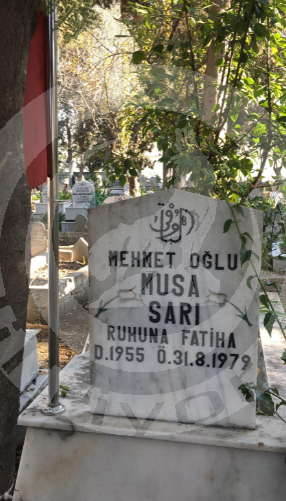 MEHMET OĞLU
MUSA
SARI
RUHUNA FATİHA
D.1955 Ö.31.8.1979